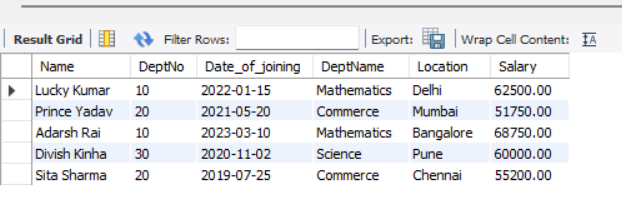 Result Grid Filter Rows: Export: Wrap Cell Content: IA
Name DeptNo Date_of_joining DeptName Location Salary
Lucky Kumar 10 2022-01-15 Mathematics Delhi 62500.00
Prince Yadav 20 2021-05-20 Commerce Mumbai 51750.00
Adarsh Rai 10 2023-03-10 Mathematics Bangalore 68750.00
Divish Kinha 30 2020-11-02 Science Pune 60000.00
Sita Sharma 20 2019-07-25 Commerce Chennai 55200.00